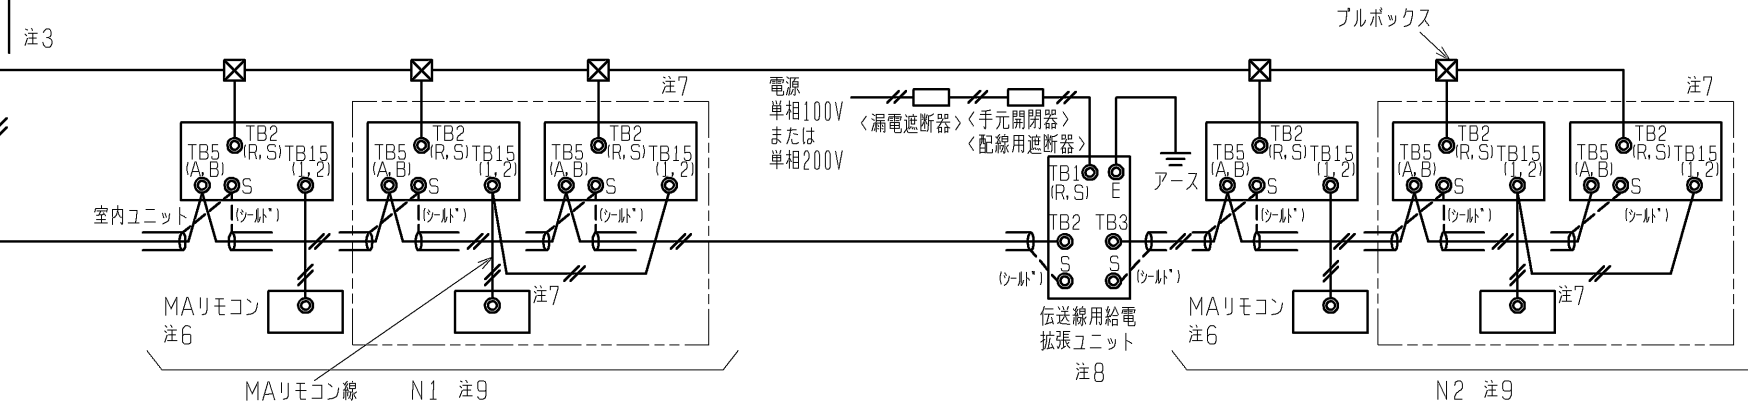 注3
プルボックス
注7
注7
電源
単相100V
または
単相200V
<漏電遮断器>
<手元開閉器>
<配線用遮断器>
アース
TB2
(R,S)
TB5
(A,B)
TB15
(1,2)
S
(シールド)
室内ユニット
TB2
(R,S)
TB5
(A,B)
TB15
(1,2)
S
(シールド)
TB2
(R,S)
TB5
(A,B)
TB15
(1,2)
S
(シールド)
TB1
(R,S)
E
TB2
TB3
S
S
(シールド)
(シールド)
伝送線用給電
拡張ユニット
注8
TB2
(R,S)
TB5
(A,B)
TB15
(1,2)
S
(シールド)
TB2
(R,S)
TB5
(A,B)
TB15
(1,2)
S
(シールド)
TB2
(R,S)
TB5
(A,B)
TB15
(1,2)
S
(シールド)
MAリモコン
注6
注7
MAリモコン線
N1 注9
MAリモコン
注6
注7
N2 注9